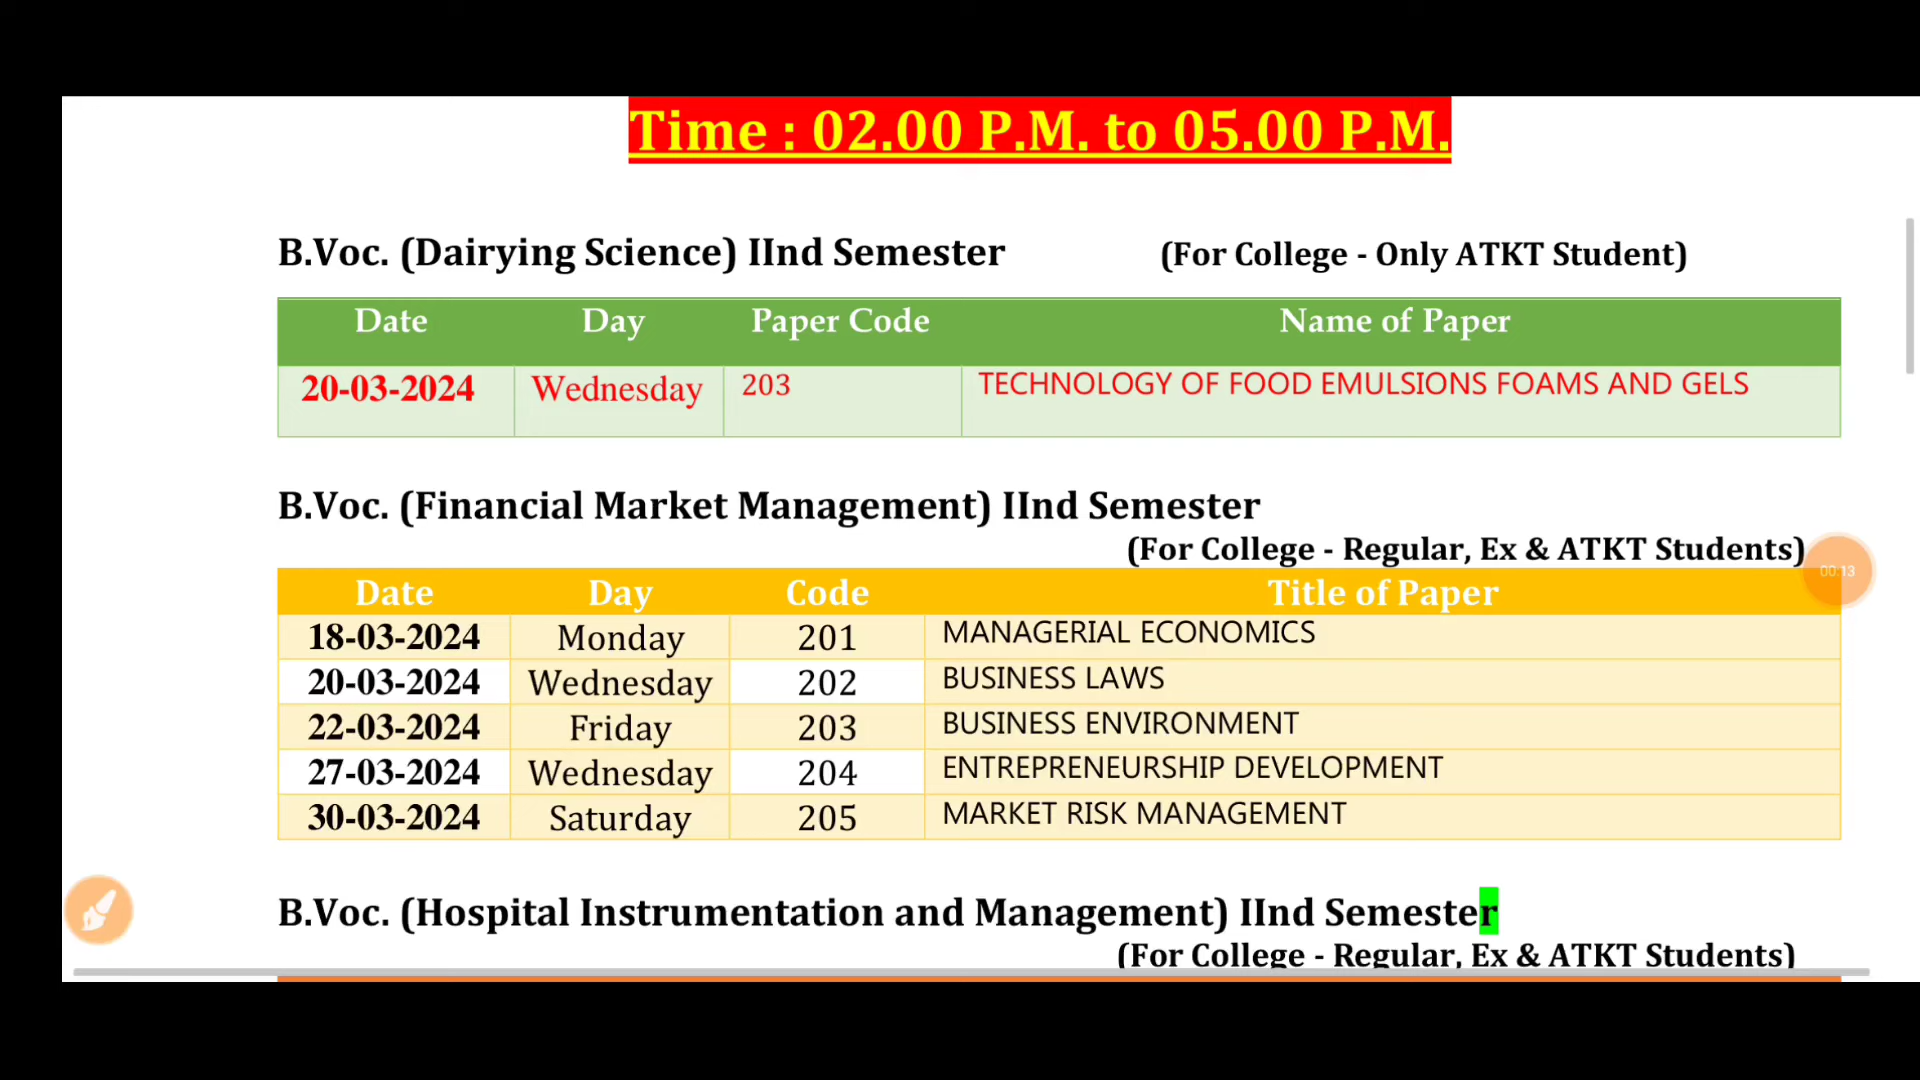 Time : 02.00 P.M. to 05.00 P.M.
B.Voc. (Dairying Science) IInd Semester (For College - Only ATKT Student)
Date Day Paper Code Name of Paper
20-03-2024 Wednesday 203 TECHNOLOGY OF FOOD EMULSIONS FOAMS AND GELS
B.Voc. (Financial Market Management) IInd Semester
(For College - Regular, Ex & ATKT Students)
00:13
Date Day Code Title of Paper
18-03-2024 Monday 201 MANAGERIAL ECONOMICS
20-03-2024 Wednesday 202 BUSINESS LAWS
22-03-2024 Friday 203 BUSINESS ENVIRONMENT
27-03-2024 Wednesday 204 ENTREPRENEURSHIP DEVELOPMENT
30-03-2024 Saturday 205 MARKET RISK MANAGEMENT
B.Voc. (Hospital Instrumentation and Management) IInd Semester
(For College - Regular, Ex & ATKT Students)